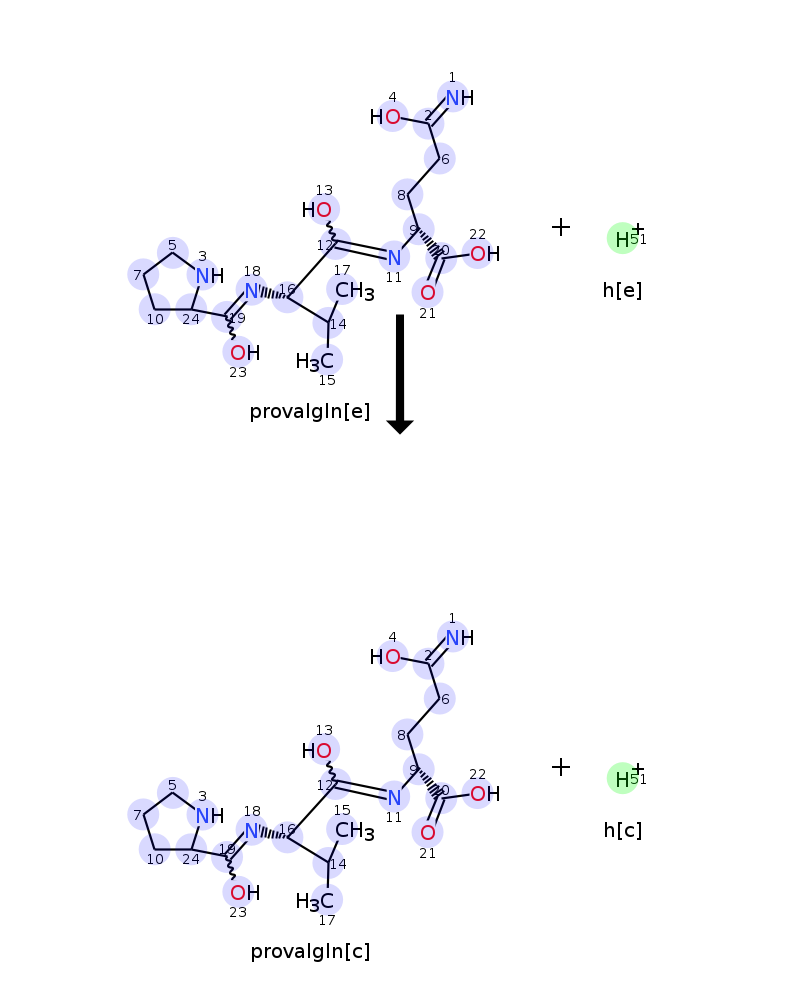 1
HO 4 2 NH
6
8
13
HO 9 22
12 10 OH
5 3 17
7 NH 18 N 11
N 16 CH3 O
10 24 19 14 21
OH H3C
23 15
provalgln[e]
+
H+ 51
h[e]
1
HO 4 2 NH
6
8
13
HO 9 22
12 10 OH
5 3 15
7 NH 18 N 11
N 16 CH3 O
10 24 19 14 21
OH H3C
23 17
provalgln[c]
+
H+ 51
h[c]